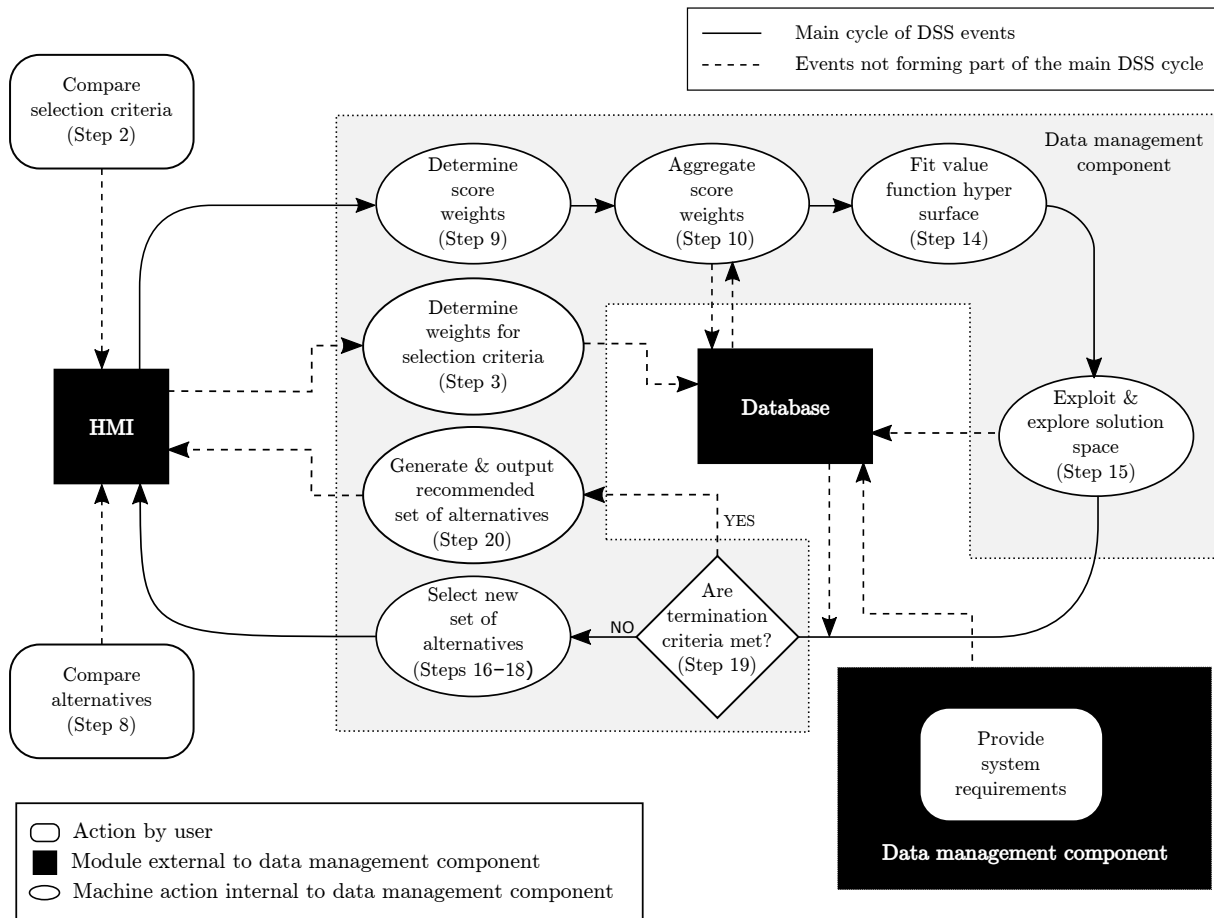 Main cycle of DSS events
Events not forming part of the main DSS cycle
Compare
selection criteria
(Step 2)
Data management
component
Determine
score
weights
(Step 9)
Aggregate
score
weights
(Step 10)
Fit value
function hyper
surface
(Step 14)
Determine
weights for
selection criteria
(Step 3)
HMI
Database
Exploit &
explore solution
space
(Step 15)
Generate & output
recommended
set of alternatives
(Step 20)
YES
Select new
set of
alternatives
(Steps 16–18)
NO
Are
termination
criteria met?
(Step 19)
Compare
alternatives
(Step 8)
Provide
system
requirements
Data management component
Action by user
Module external to data management component
Machine action internal to data management component